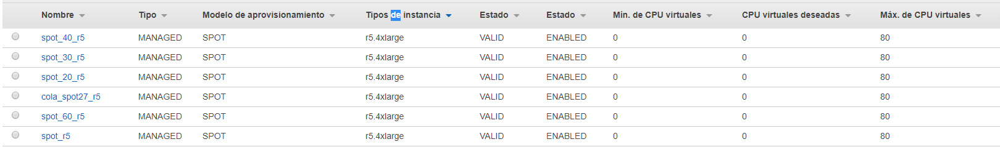 Nombre Tipo Modelo de aprovisionamiento Tipos de instancia Estado Estado Mín. de CPU virtuales CPU virtuales deseadas Máx. de CPU virtuales
spot_40_r5 MANAGED SPOT r5.4xlarge VALID ENABLED 0 0 80
spot_30_r5 MANAGED SPOT r5.4xlarge VALID ENABLED 0 0 80
spot_20_r5 MANAGED SPOT r5.4xlarge VALID ENABLED 0 0 80
cola_spot27_r5 MANAGED SPOT r5.4xlarge VALID ENABLED 0 0 80
spot_60_r5 MANAGED SPOT r5.4xlarge VALID ENABLED 0 0 80
spot_r5 MANAGED SPOT r5.4xlarge VALID ENABLED 0 0 80